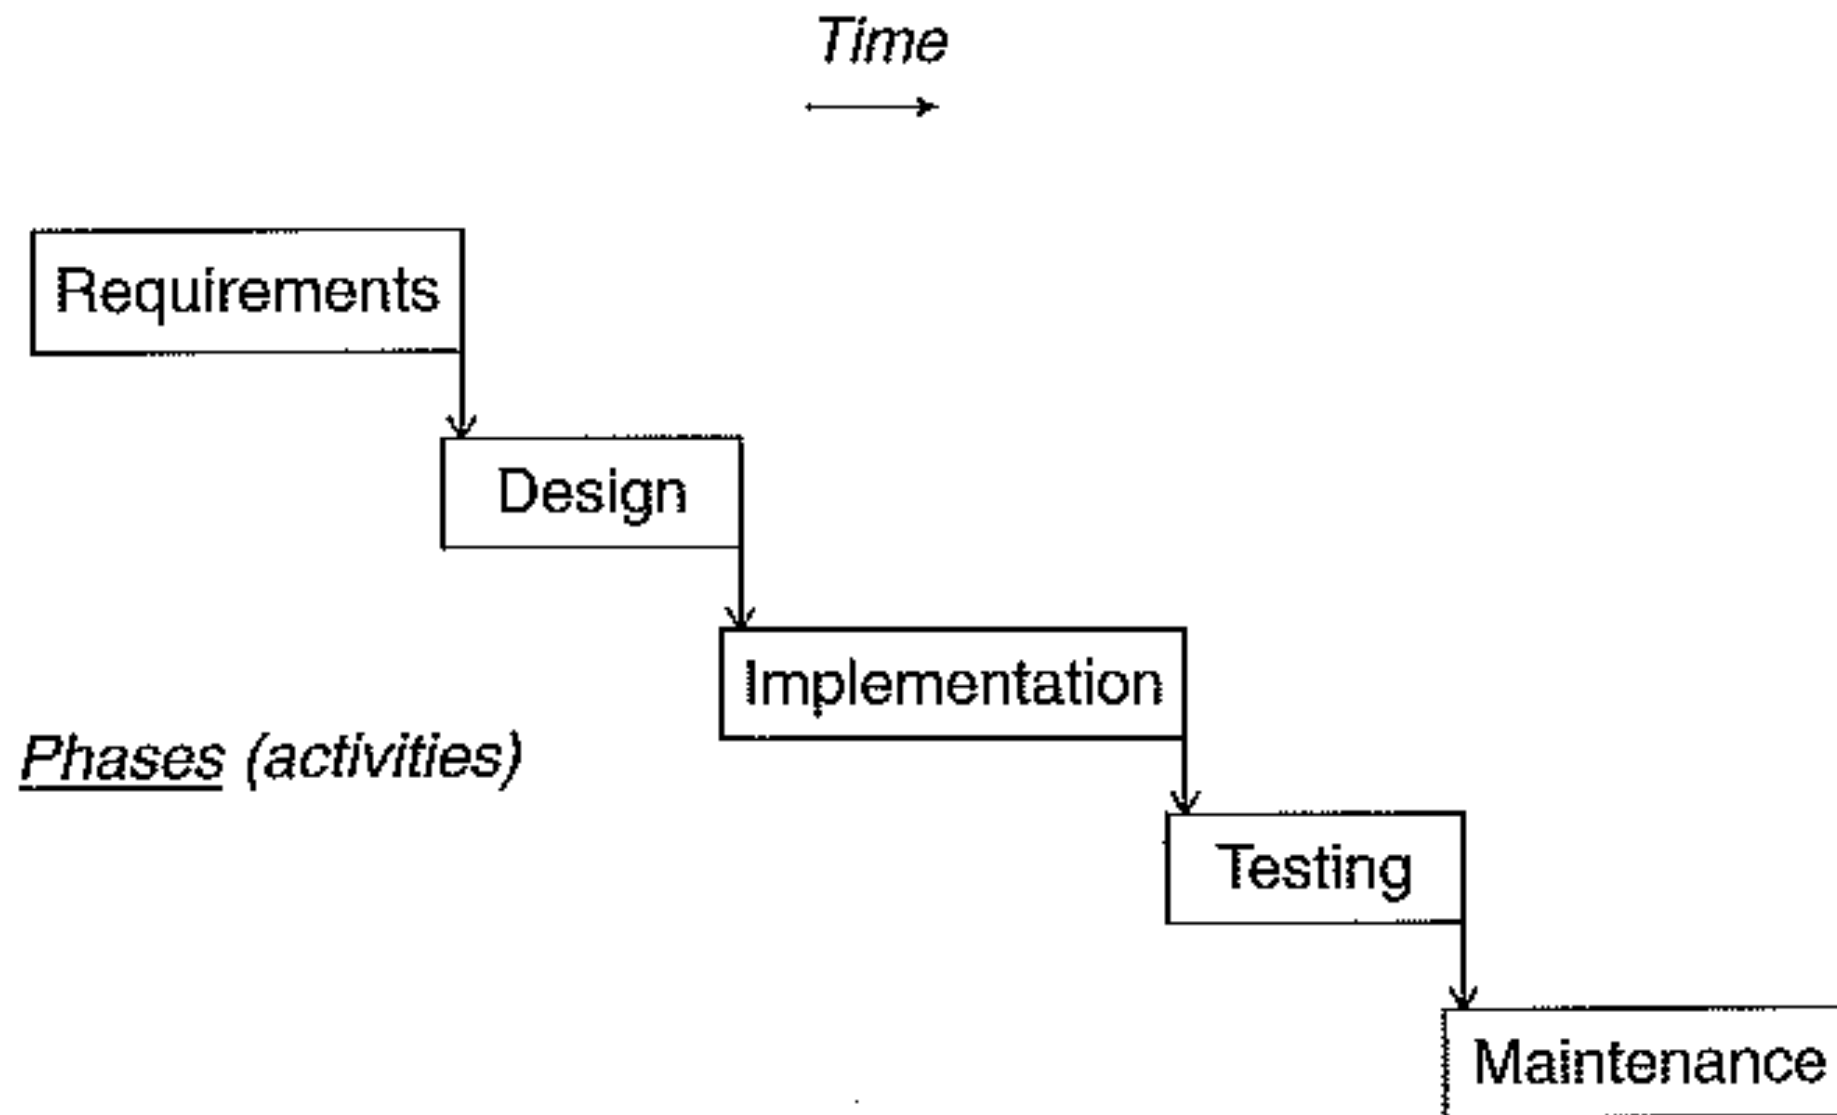 Time
Requirements
Design
Implementation
Phases (activities)
Testing
Maintenance